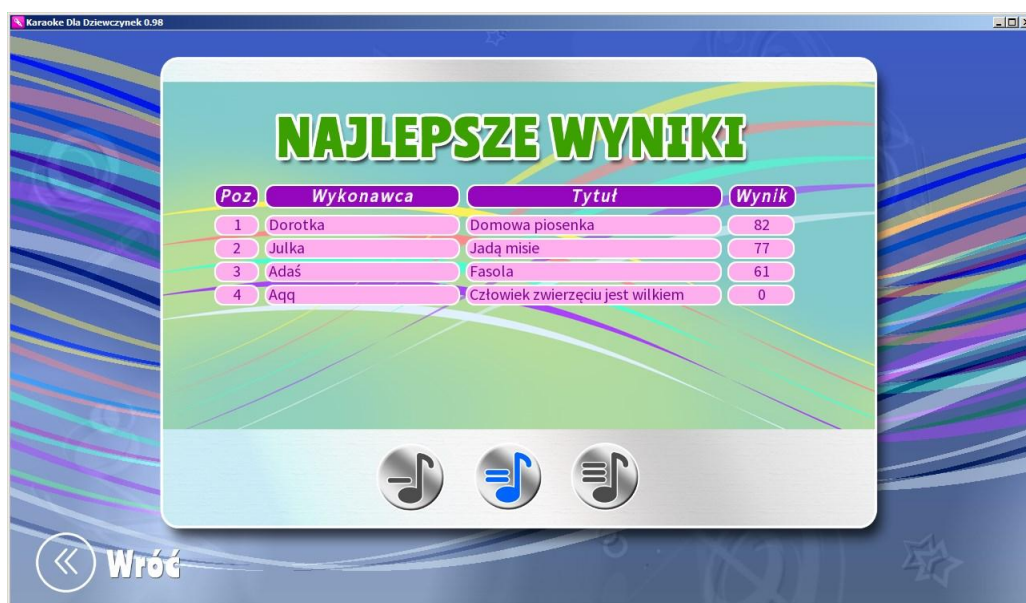 Karaoke Dla Dziewczynek 0.98
NAJLEPSZE WYNIKI
Poz. Wykonawca Tytuł Wynik
1 Dorotka Domowa piosenka 82
2 Julka Jadą misie 77
3 Adaś Fasola 61
4 Aqq Człowiek zwierzęciu jest wilkiem 0
Wróć